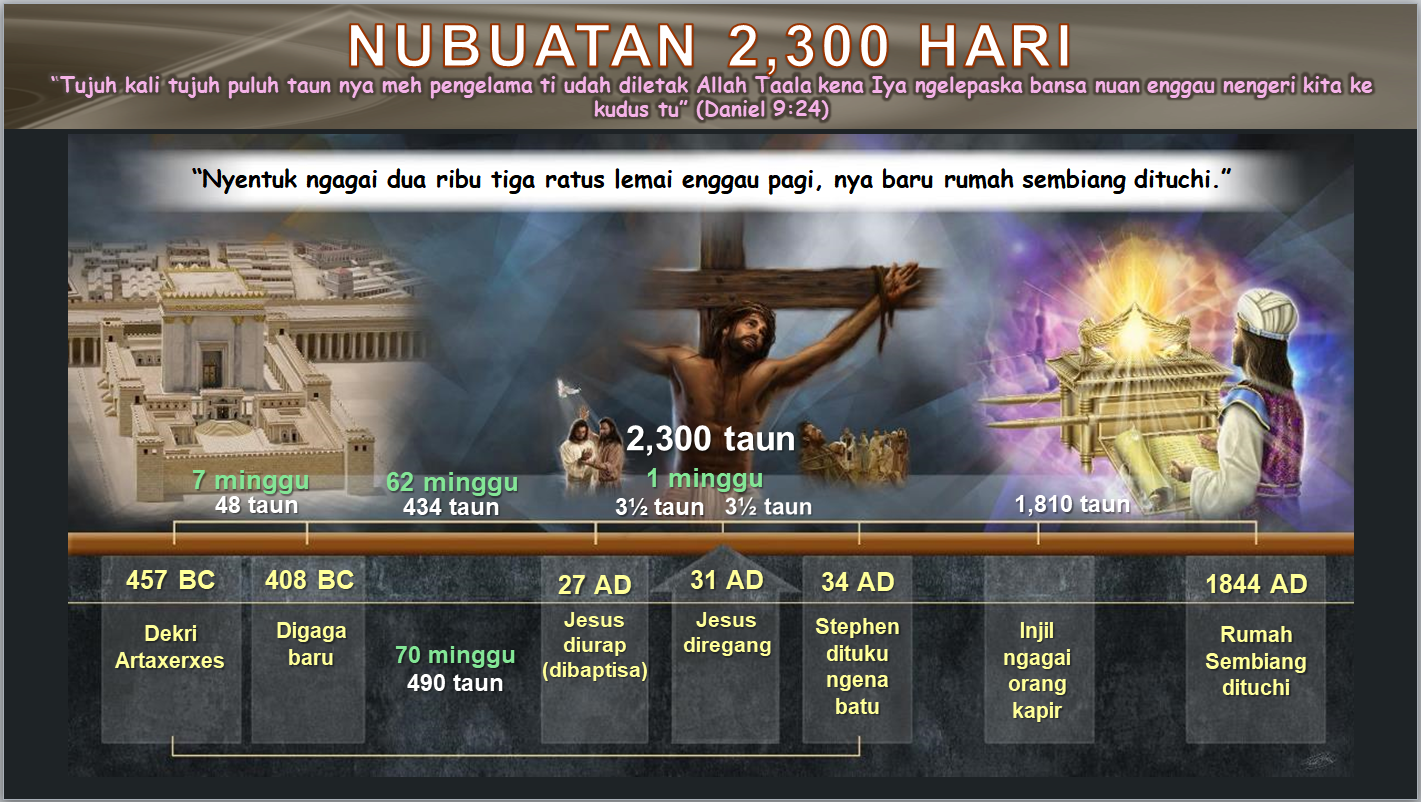 NUBUATAN 2,300 HARI
“Tujuh kali tujuh puluh taun nya meh pengelama ti udah diletak Allah Taala kena Iya ngelepaska bansa nuan enggau nengeri kita ke
kudus tu” (Daniel 9:24)
“Nyentuk ngagai dua ribu tiga ratus lemai enggau pagi, nya baru rumah sembiang dituchi.”
2,300 taun
7 minggu
48 taun
62 minggu
434 taun
1 minggu
3½ taun
3½ taun
1,810 taun
457 BC
Dekri
Artaxerxes
408 BC
Digaga
baru
70 minggu
490 taun
27 AD
Jesus
diurap
(dibaptisa)
31 AD
Jesus
diregang
34 AD
Stephen
dituku
ngena
batu
Injil
ngagai
orang
kapir
1844 AD
Rumah
Sembiang
dituchi